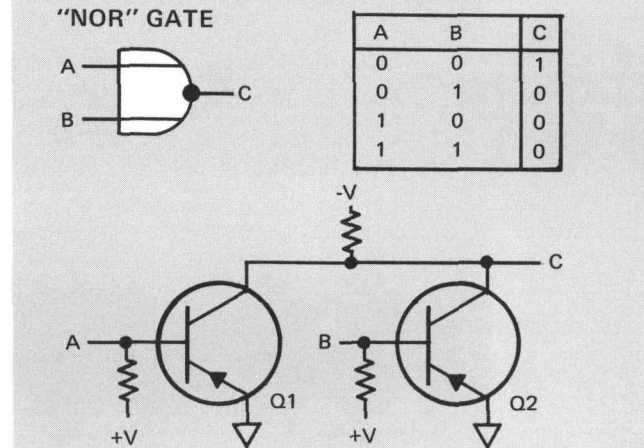 "NOR" GATE
A
B
C
A B C
0 0 1
0 1 0
1 0 0
1 1 0
-V
C
A
B
Q1
Q2
+V
+V